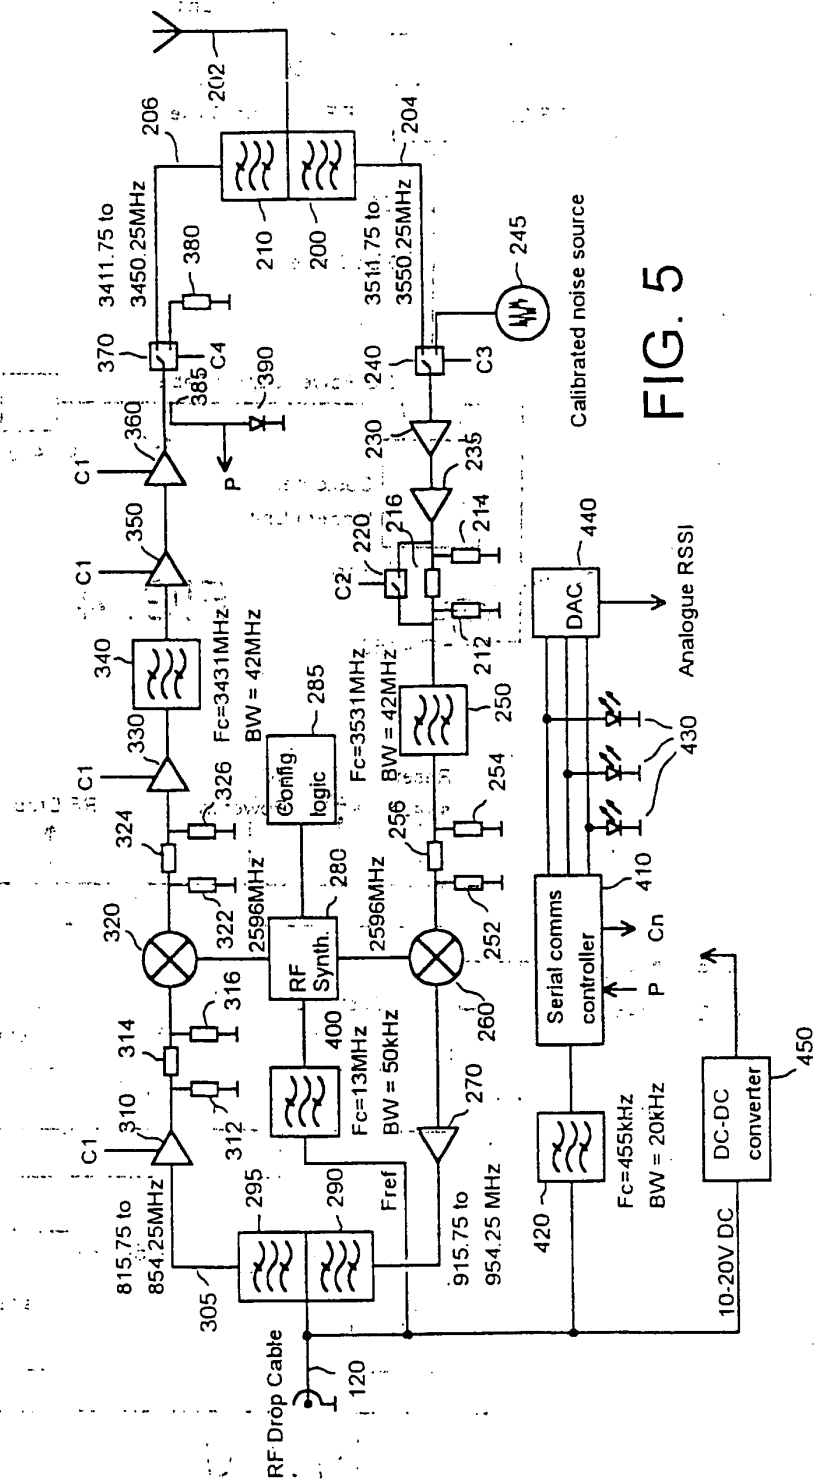 RF Drop Cable
120
815.75 to
854.25MHz
305
295
290
C1
310
312
314
316
320
322
324
326
C1
330
340
Fc=3431MHz
BW = 42MHz
C1
350
C1
360
P
385
390
370
C4
380
3411.75 to
3450.25MHz
206
202
210
200
204
3511.75 to
3550.25MHz
2596MHz
RF
Synth.
280
2596MHz
Config.
logic
285
400
Fc=13MHz
BW = 50kHz
Fref
915.75 to
954.25 MHz
270
260
252
256
254
Fc=3531MHz
BW = 42MHz
250
212
C2
220
216
214
235
230
240
C3
245
Calibrated noise source
420
Fc=455kHz
BW = 20kHz
Serial comms
controller
410
P
Cn
430
DAC
440
Analogue RSSI
10-20V DC
DC-DC
converter
450
FIG. 5